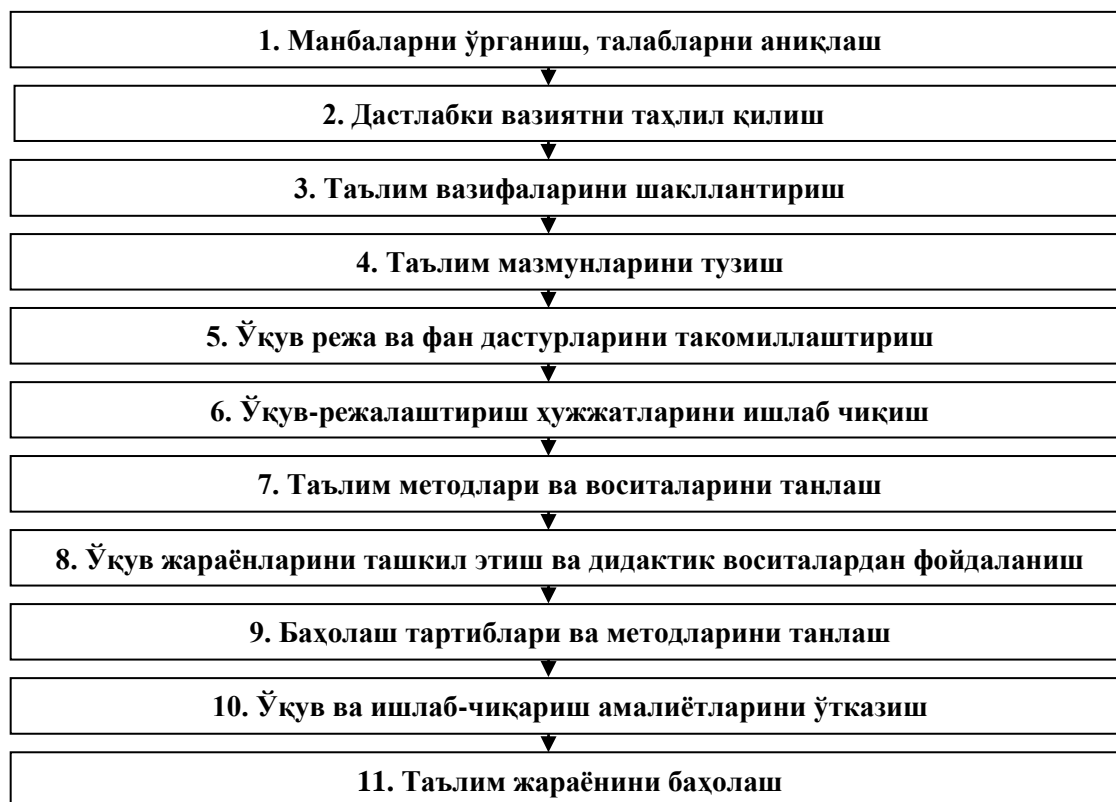 1. Манбаларни ўрганиш, талабларни аниқлаш
2. Дастлабки вазиятни таҳлил қилиш
3. Таълим вазифаларини шакллантириш
4. Таълим мазмунларини тузиш
5. Ўқув режа ва фан дастурларини такомиллаштириш
6. Ўқув-режалаштириш ҳужжатларини ишлаб чиқиш
7. Таълим методлари ва воситаларини танлаш
8. Ўқув жараёнларини ташкил этиш ва дидактик воситалардан фойдаланиш
9. Баҳолаш тартиблари ва методларини танлаш
10. Ўқув ва ишлаб-чиқариш амалиётларини ўтказиш
11. Таълим жараёнини баҳолаш